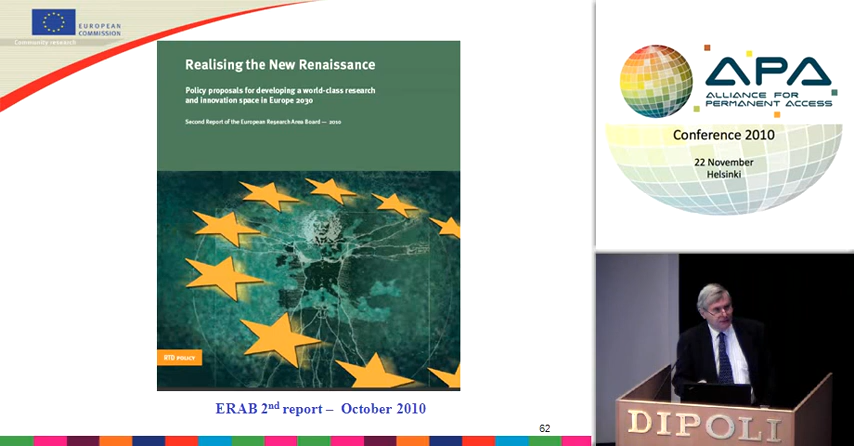 EUROPEAN
COMMISSION
Community research
Realising the New Renaissance
Policy proposals for developing a world-class research
and innovation space in Europe 2030
Second Report of the European Research Area Board — 2010
RTD POLICY
ERAB 2nd report – October 2010
62
APA
ALLIANCE FOR
PERMANENT ACCESS
Conference 2010
22 November
Helsinki
DIPOLI